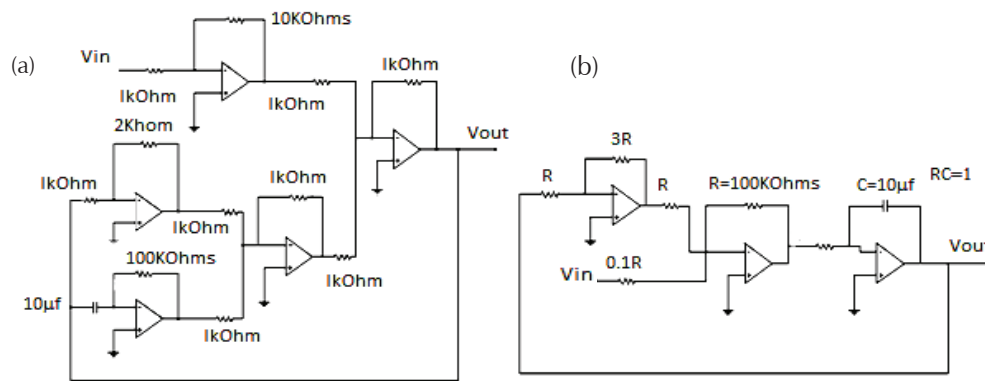 (a)
10KOhms
Vin
IkOhm
IkOhm
IkOhm
Vout
2Khom
IkOhm
IkOhm
IkOhm
100KOhms
IkOhm
10µf
IkOhm
(b)
3R
R
R
R=100KOhms
C=10µf
RC=1
Vin
0.1R
Vout